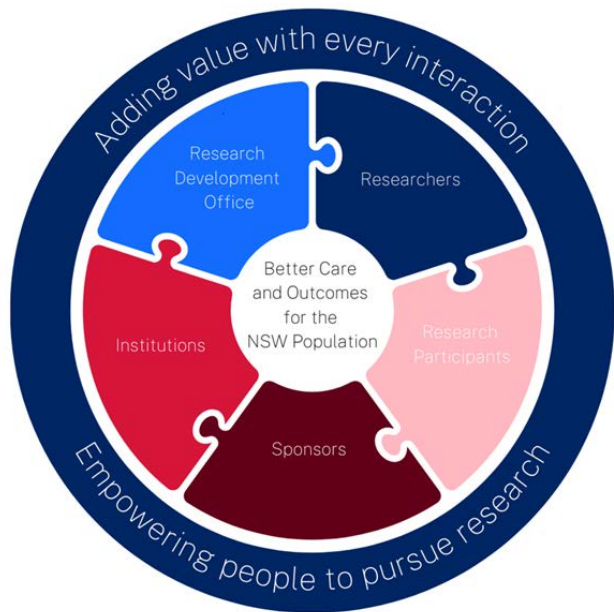 Adding value with every interaction
Research
Development
Office
Researchers
Better Care
and Outcomes
for the
NSW Population
Institutions
Research
Participants
Sponsors
Empowering people to pursue research